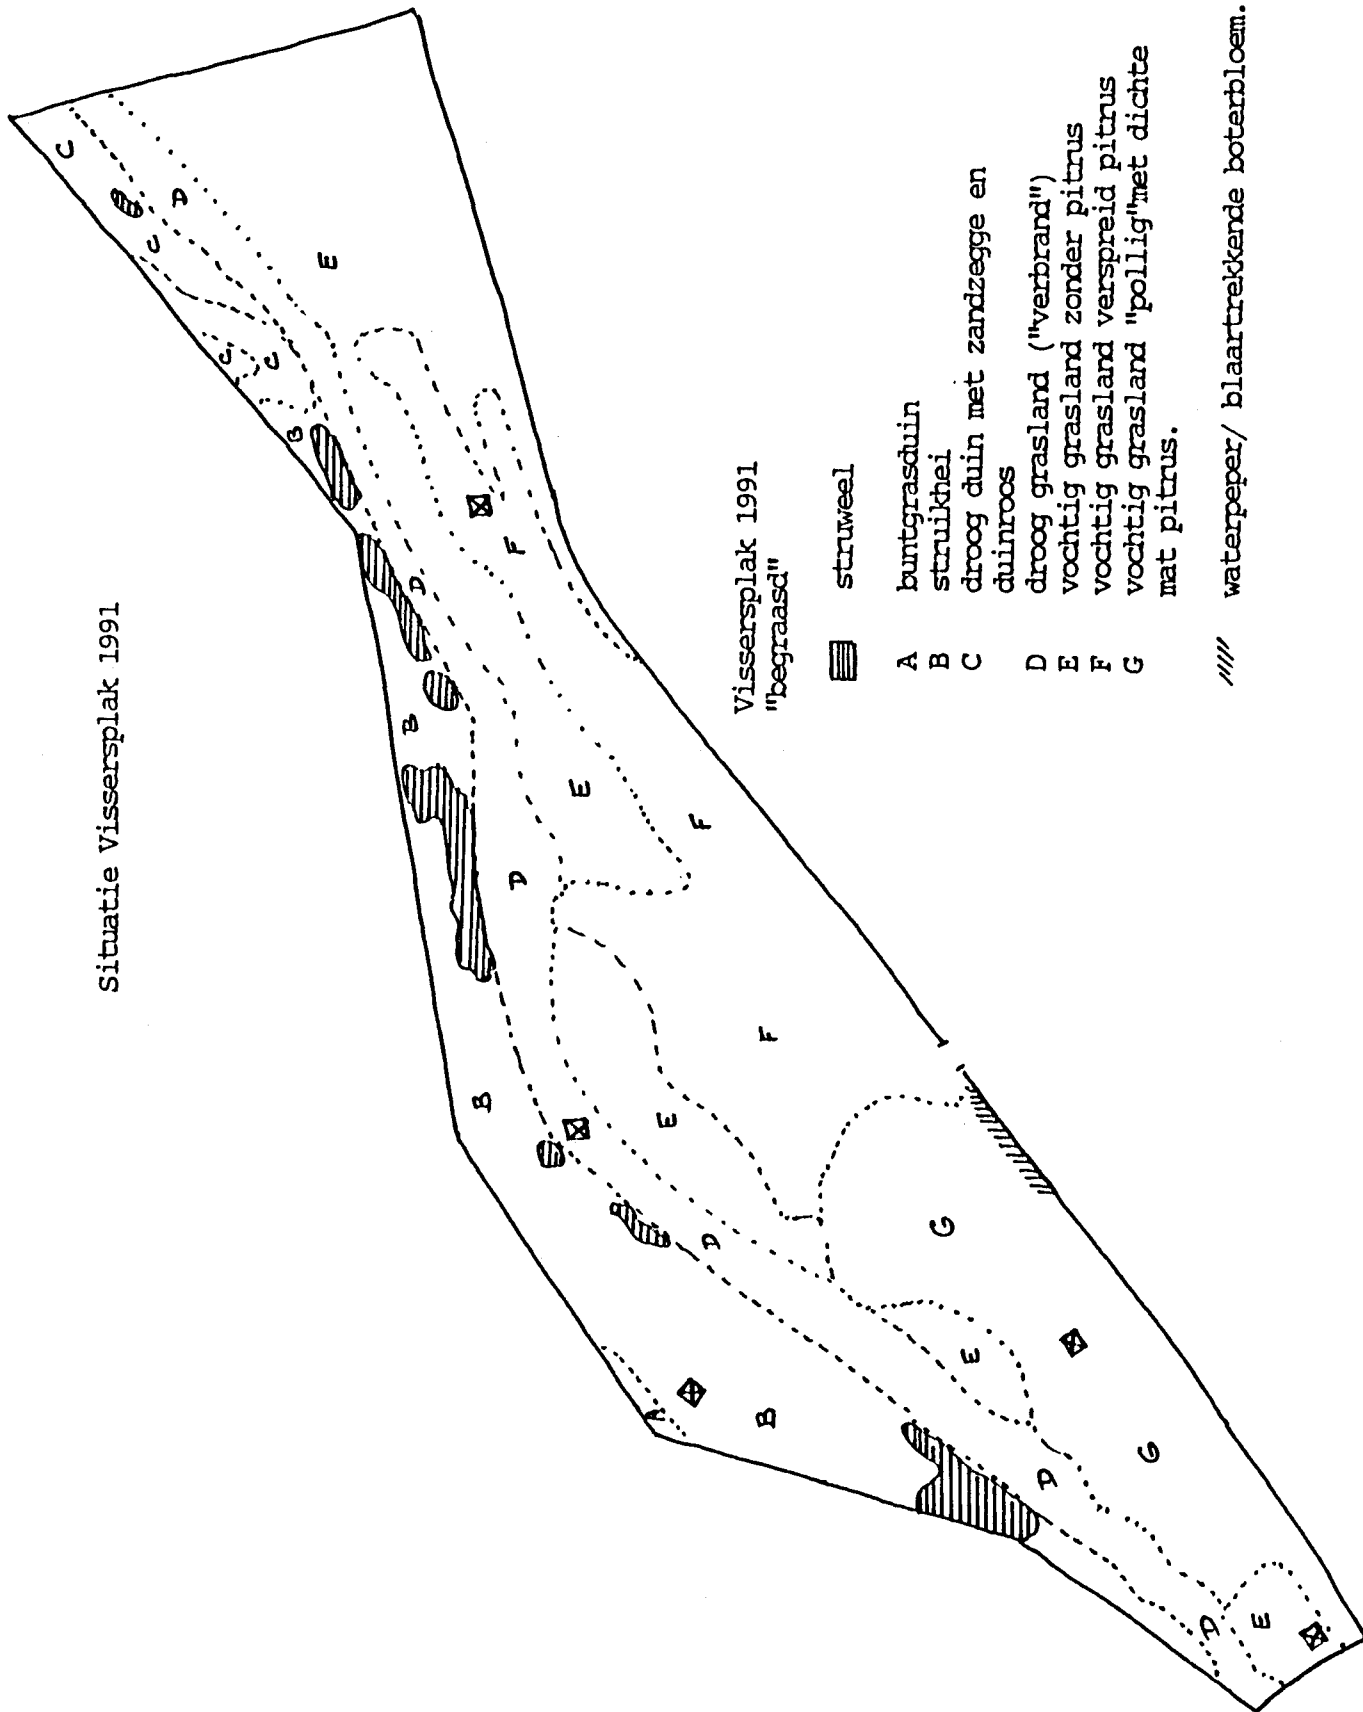 Situatie Vissersplak 1991
C
C
D
C
C
B
E
B
D
B
F
D
E
A
E
F
D
B
F
G
E
D
G
D
E
Vissersplak 1991
"begraasd"
struweel
A buntgrasduin
B struikhei
C droog duin met zandzegge en
duinroos
D droog grasland ("verbrand")
E vochtig grasland zonder pitrus
F vochtig grasland verspreid pitrus
G vochtig grasland "pollig"met dichte
mat pitrus.
waterpeper/ blaartrekkende boterbloem.